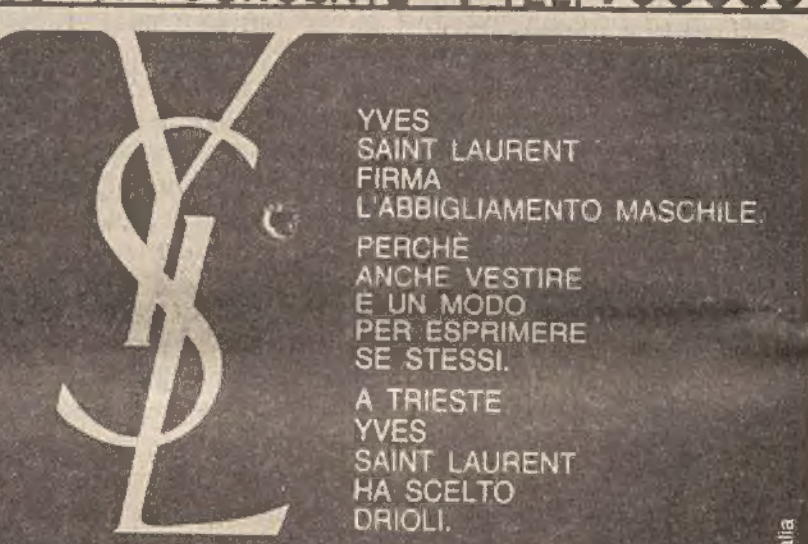 YSL
YVES
SAINT LAURENT
FIRMA
L'ABBIGLIAMENTO MASCHILE.
PERCHÈ
ANCHE VESTIRE
E UN MODO
PER ESPRIMERE
SE STESSI.
A TRIESTE
YVES
SAINT LAURENT
HA SCELTO
DRIOLI.